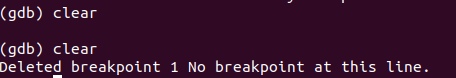 (gdb) clear
(gdb) clear
Deleted breakpoint 1 No breakpoint at this line.